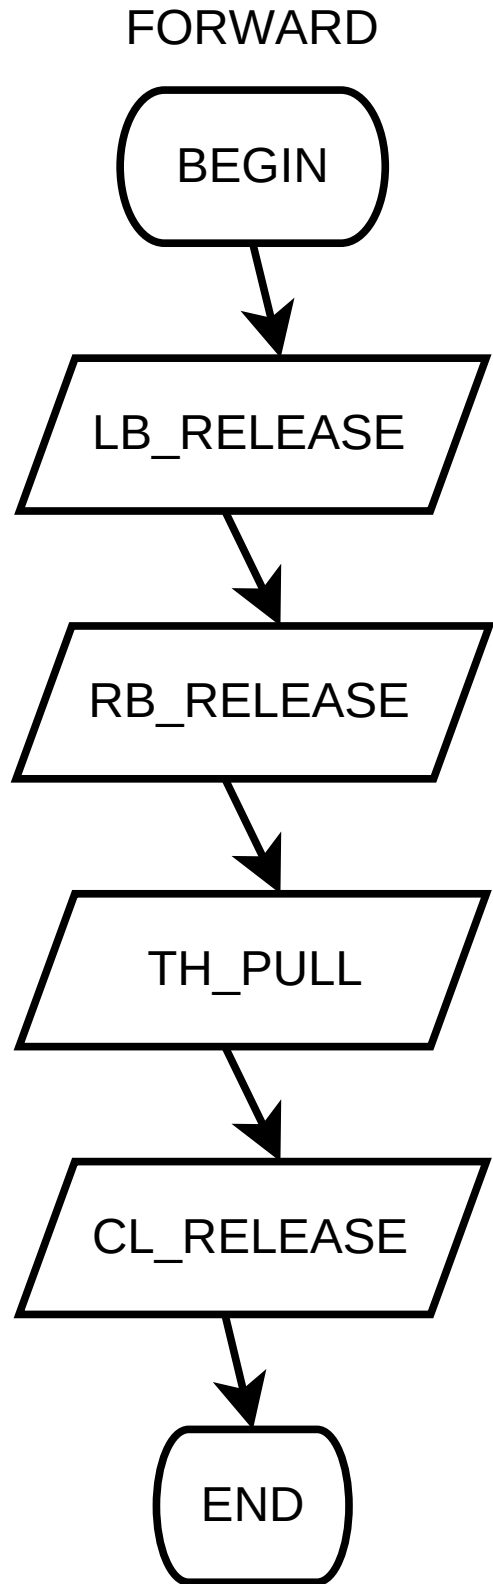 FORWARD
BEGIN
LB_RELEASE
RB_RELEASE
TH_PULL
CL_RELEASE
END